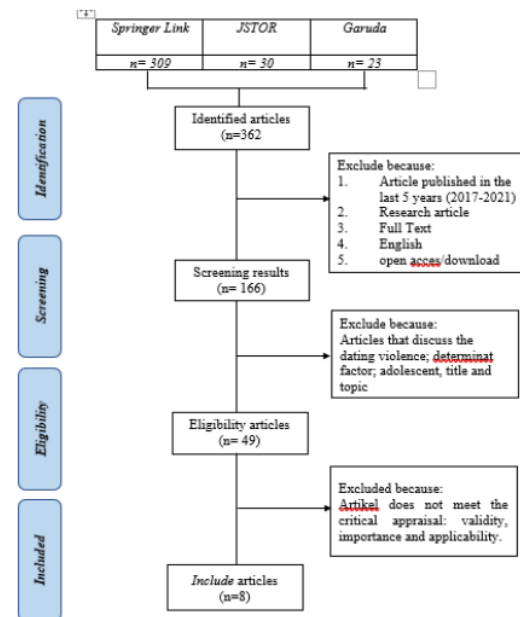 Springer Link JSTOR Garuda
n= 309 n= 30 n= 23
Identification
Identified articles
(n=362
Exclude because:
1. Article published in the
last 5 years (2017-2021)
2. Research article
3. Full Text
4. English
5. open acces/download
Screening
Screening results
(n= 166)
Exclude because:
Articles that discuss the
dating violence; determinat
factor; adolescent, title and
topic
Eligibility
Eligibility articles
(n= 49)
Excluded because:
Artikel does not meet the
critical appraisal: validity,
importance and applicability.
Included
Include articles
(n=8)